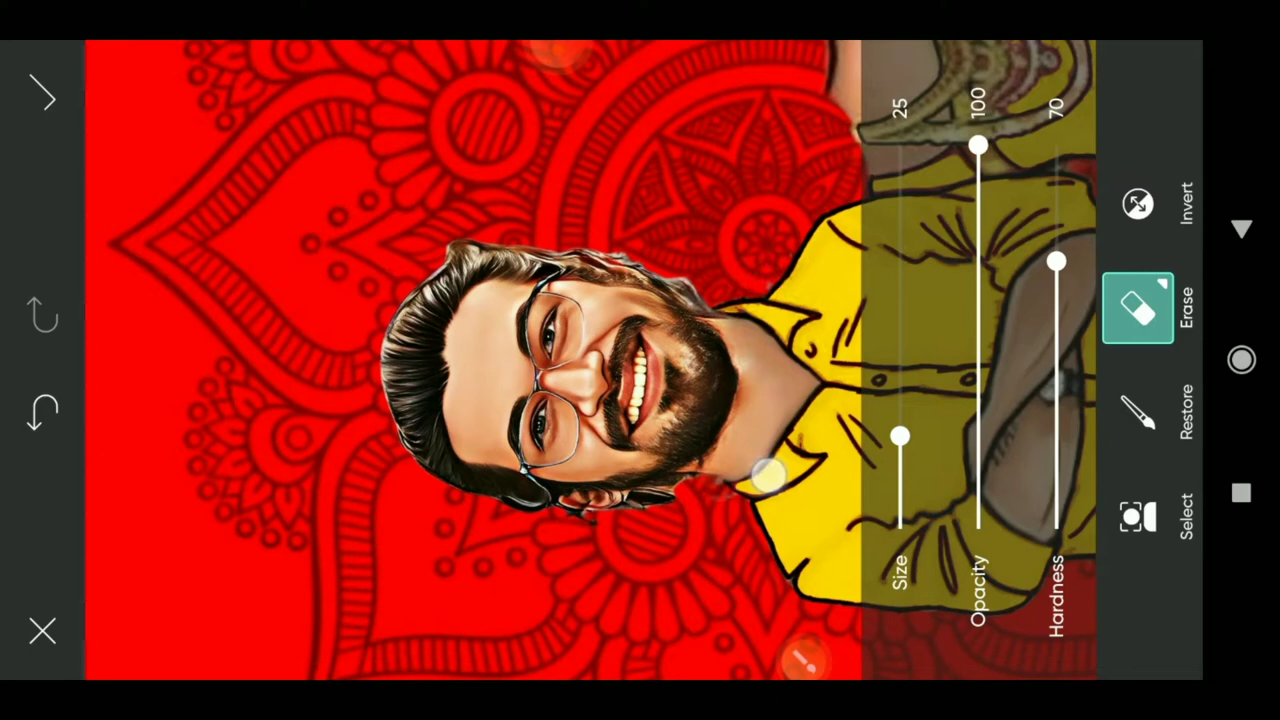 Size 25
Opacity 100
Hardness 70
Select
Restore
Erase
Invert